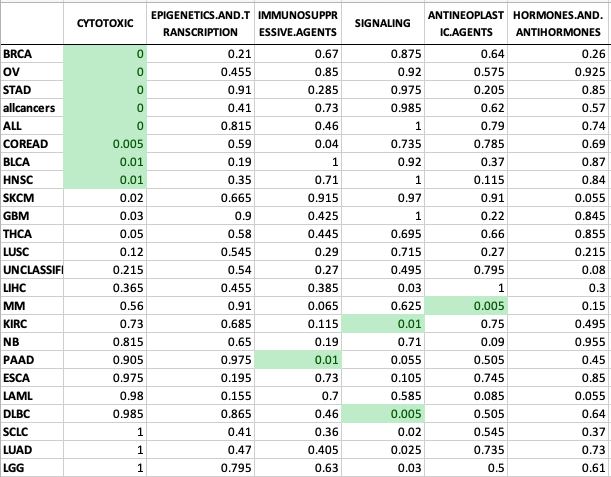 CYTOTOXIC EPIGENETICS.AND.T RANSCRIPTION IMMUNOSUPPR ESSIVE.AGENTS SIGNALING ANTINEOPLAST IC.AGENTS HORMONES.AND. ANTIHORMONES
BRCA 0 0.21 0.67 0.875 0.64 0.26
OV 0 0.455 0.85 0.92 0.575 0.925
STAD 0 0.91 0.285 0.975 0.205 0.85
allcancers 0 0.41 0.73 0.985 0.62 0.57
ALL 0 0.815 0.46 1 0.79 0.74
COREAD 0.005 0.59 0.04 0.735 0.785 0.69
BLCA 0.01 0.19 1 0.92 0.37 0.87
HNSC 0.01 0.35 0.71 1 0.115 0.84
SKCM 0.02 0.665 0.915 0.97 0.91 0.055
GBM 0.03 0.9 0.425 1 0.22 0.845
THCA 0.05 0.58 0.445 0.695 0.66 0.855
LUSC 0.12 0.545 0.29 0.715 0.27 0.215
UNCLASSIFI 0.215 0.54 0.27 0.495 0.795 0.08
LIHC 0.365 0.455 0.385 0.03 1 0.3
MM 0.56 0.91 0.065 0.625 0.005 0.15
KIRC 0.73 0.685 0.115 0.01 0.75 0.495
NB 0.815 0.65 0.19 0.71 0.09 0.955
PAAD 0.905 0.975 0.01 0.055 0.505 0.45
ESCA 0.975 0.195 0.73 0.105 0.745 0.85
LAML 0.98 0.155 0.7 0.585 0.085 0.055
DLBC 0.985 0.865 0.46 0.005 0.505 0.64
SCLC 1 0.41 0.36 0.02 0.545 0.37
LUAD 1 0.47 0.405 0.025 0.735 0.73
LGG 1 0.795 0.63 0.03 0.5 0.61